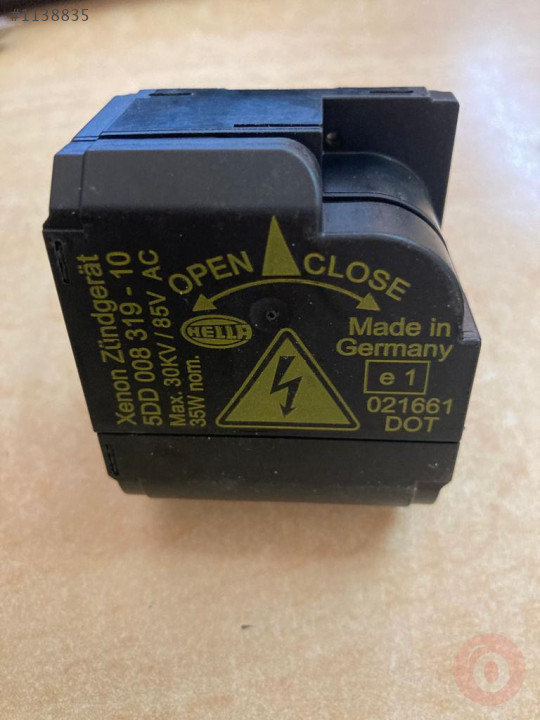 #1138835
OPEN CLOSE
Xenon Zündgerät
5DD 008 319 - 10
Max. 30KV / 85V AC
35W nom.
HELLA
Made in
Germany
e 1
021661
DOT